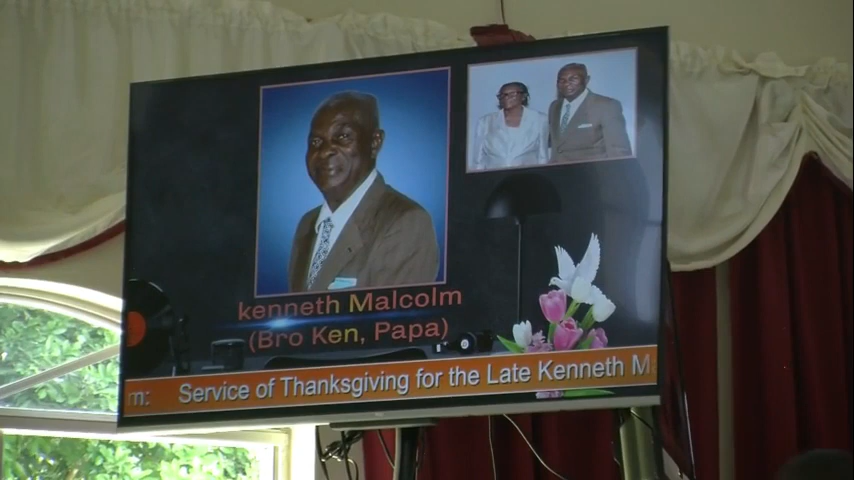 kenneth Malcolm
(Bro Ken, Papa)
m: Service of Thanksgiving for the Late Kenneth M